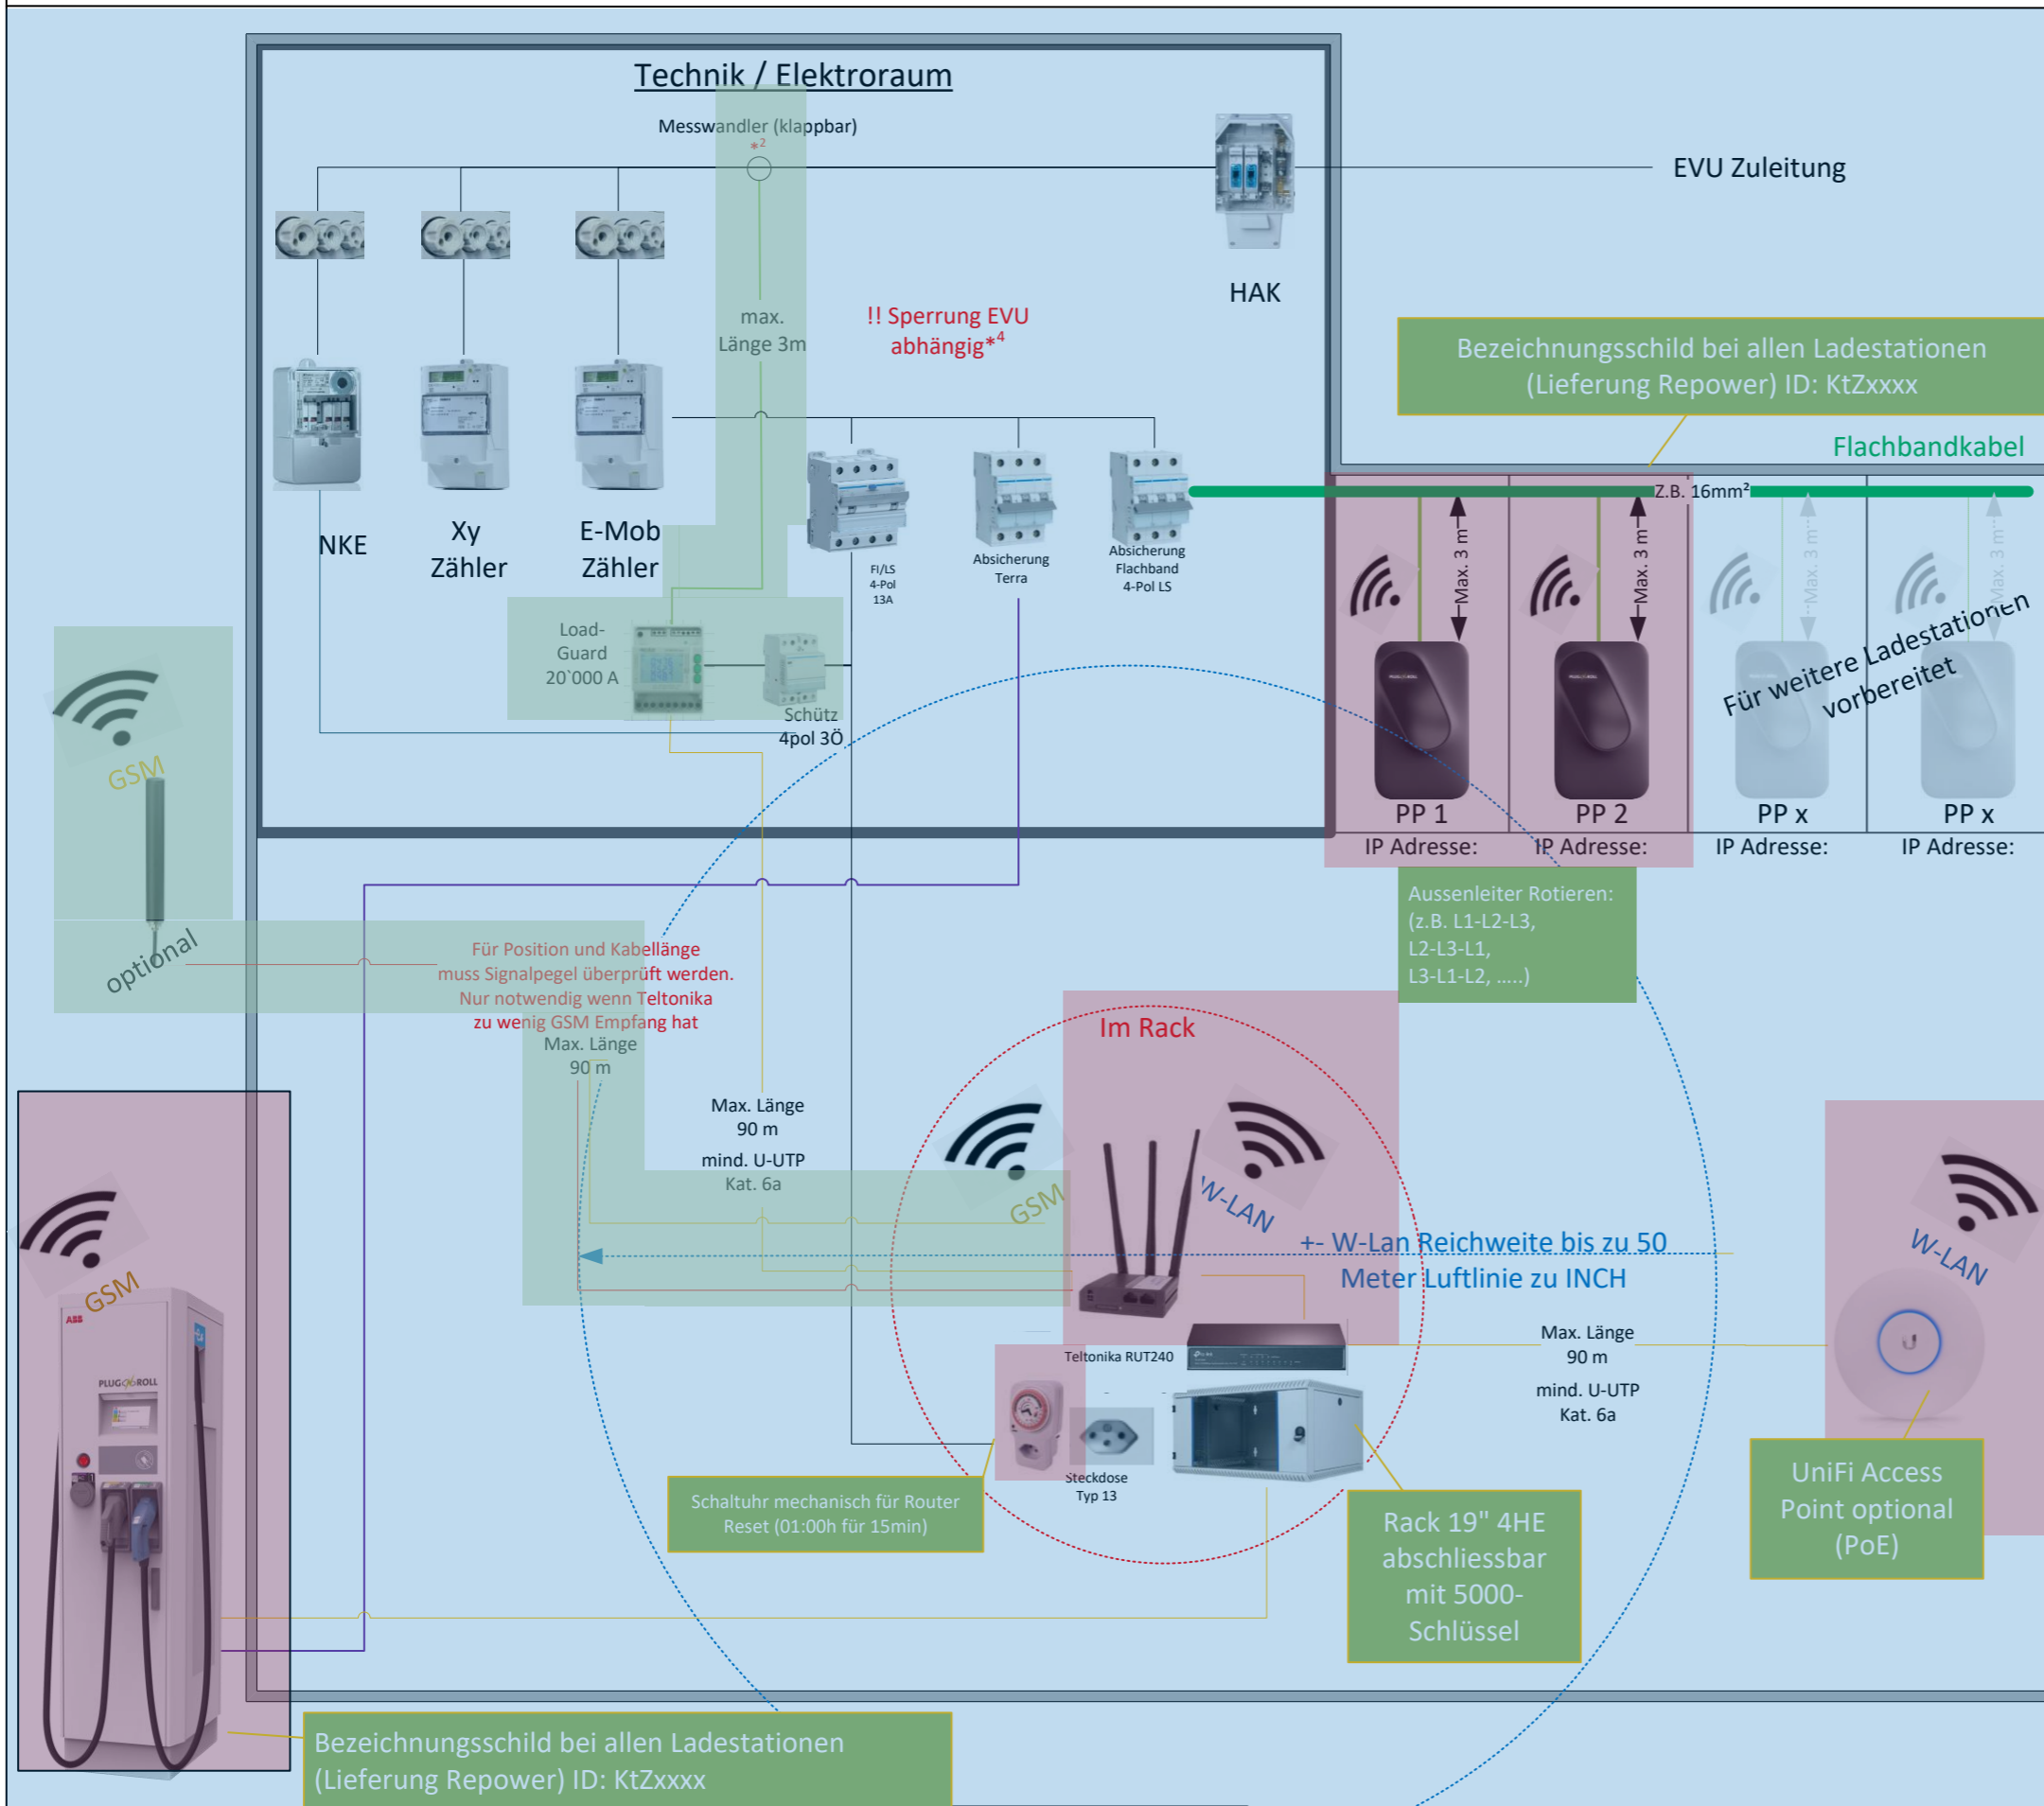 Technik / Elektroraum
Messwandler (klappbar)
*²
EVU Zuleitung
HAK
max.
Länge 3m
!! Sperrung EVU
abhängig*⁴
Bezeichnungsschild bei allen Ladestationen
(Lieferung Repower) ID: KtZxxxx
Flachbandkabel
Z.B. 16mm²
NKE
Xy
Zähler
E-Mob
Zähler
FI/LS
4-Pol
13A
Absicherung
Terra
Absicherung
Flachband
4-Pol LS
Max. 3 m
Max. 3 m
Max. 3 m
Max. 3 m
Load-
Guard
20`000 A
Schütz
4pol 3Ö
Für weitere Ladestationen
vorbereitet
PP 1
PP 2
PP x
PP x
IP Adresse:
IP Adresse:
IP Adresse:
IP Adresse:
GSM
optional
Für Position und Kabellänge
muss Signalpegel überprüft werden.
Nur notwendig wenn Teltonika
zu wenig GSM Empfang hat
Aussenleiter Rotieren:
(z.B. L1-L2-L3,
L2-L3-L1,
L3-L1-L2, .....)
Max. Länge
90 m
Im Rack
Max. Länge
90 m
mind. U-UTP
Kat. 6a
GSM
W-LAN
+- W-Lan Reichweite bis zu 50
Meter Luftlinie zu INCH
W-LAN
GSM
ABB
PLUG ROLL
Teltonika RUT240
Max. Länge
90 m
mind. U-UTP
Kat. 6a
Steckdose
Typ 13
Schaltuhr mechanisch für Router
Reset (01:00h für 15min)
Rack 19" 4HE
abschliessbar
mit 5000-
Schlüssel
UniFi Access
Point optional
(PoE)
Bezeichnungsschild bei allen Ladestationen
(Lieferung Repower) ID: KtZxxxx